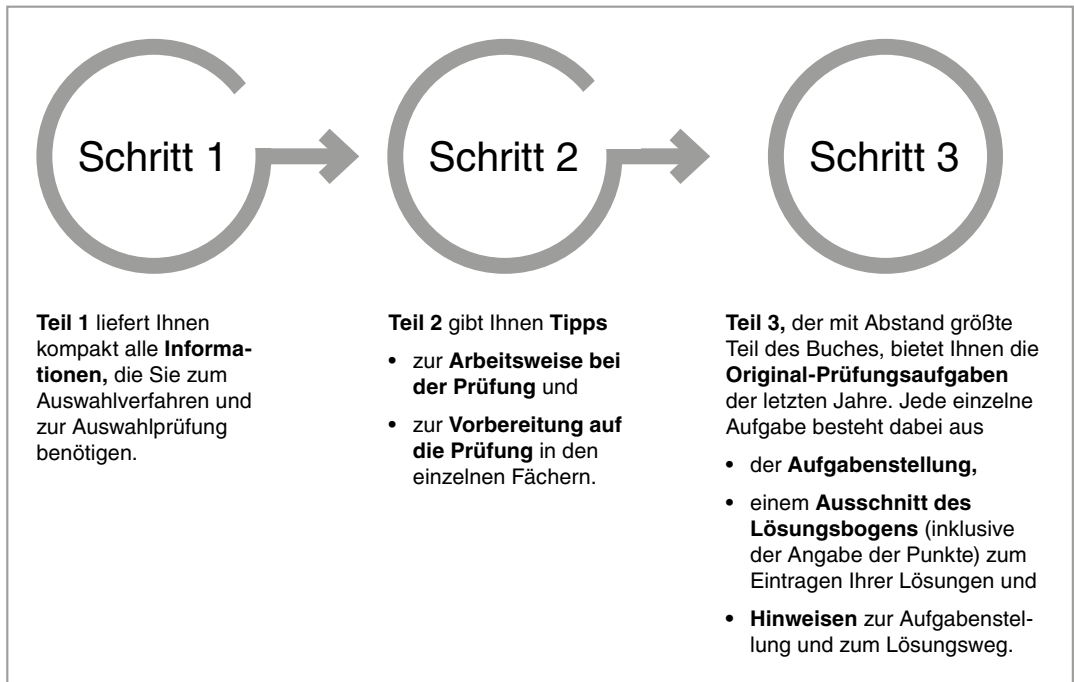 Schritt 1
Schritt 2
Schritt 3
Teil 1 liefert Ihnen
kompakt alle Informa-
tionen, die Sie zum
Auswahlverfahren und
zur Auswahlprüfung
benötigen.
Teil 2 gibt Ihnen Tipps
• zur Arbeitsweise bei
der Prüfung und
• zur Vorbereitung auf
die Prüfung in den
einzelnen Fächern.
Teil 3, der mit Abstand größte
Teil des Buches, bietet Ihnen die
Original-Prüfungsaufgaben
der letzten Jahre. Jede einzelne
Aufgabe besteht dabei aus
• der Aufgabenstellung,
• einem Ausschnitt des
Lösungsbogens (inklusive
der Angabe der Punkte) zum
Eintragen Ihrer Lösungen und
• Hinweisen zur Aufgabenstel-
lung und zum Lösungsweg.